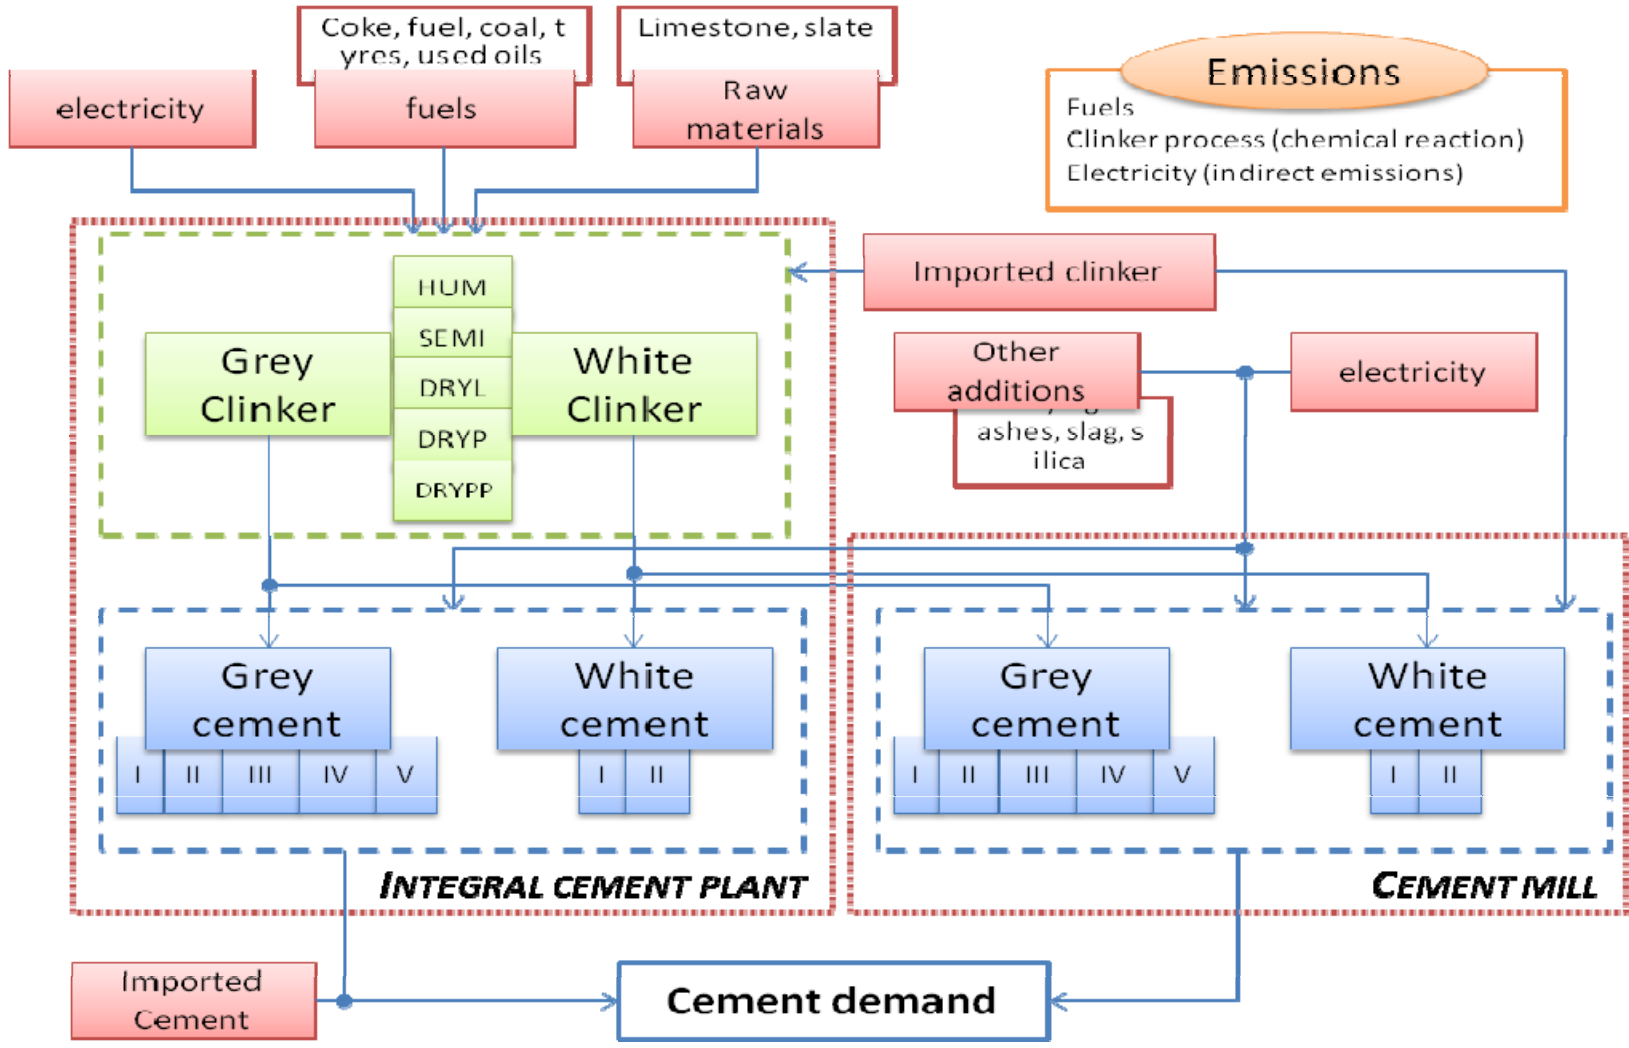 Coke, fuel, coal, t
yres, used oils
Limestone, slate
electricity
fuels
Raw
materials
Emissions
Fuels
Clinker process (chemical reaction)
Electricity (indirect emissions)
Imported clinker
HUM
SEMI
DRYL
DRYP
DRYPP
Grey
Clinker
White
Clinker
Other
additions
ashes, slag, s
ilica
electricity
Grey
cement
I II III IV V
White
cement
I II
Grey
cement
I II III IV V
White
cement
I II
INTEGRAL CEMENT PLANT
CEMENT MILL
Imported
Cement
Cement demand